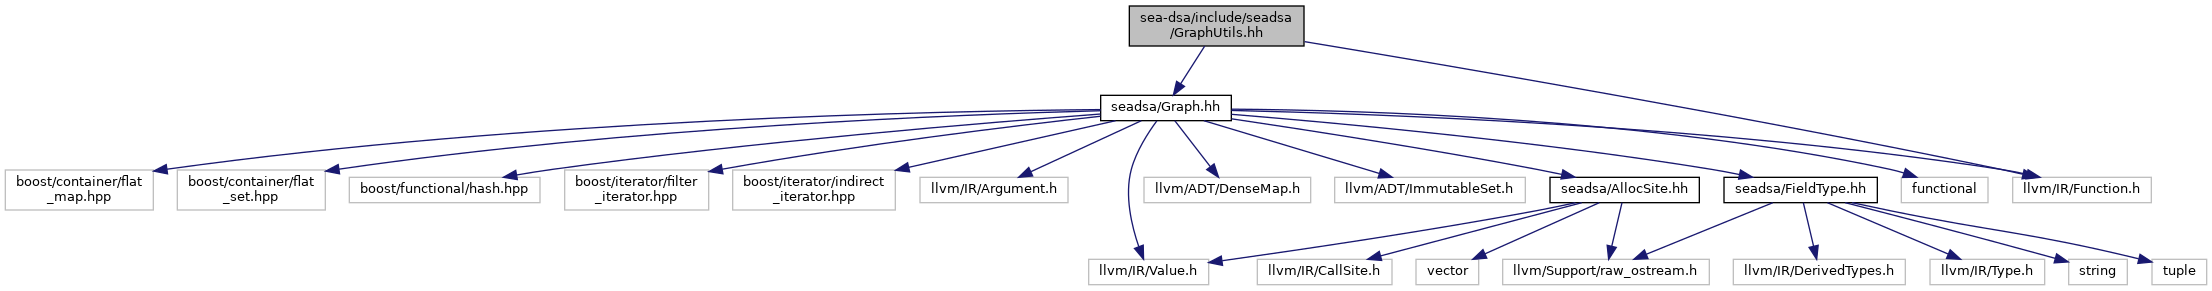 sea-dsa/include/seadsa
/GraphUtils.hh
seadsa/Graph.hh
boost/container/flat
_map.hpp
boost/container/flat
_set.hpp
boost/functional/hash.hpp
boost/iterator/filter
_iterator.hpp
boost/iterator/indirect
_iterator.hpp
llvm/IR/Argument.h
llvm/ADT/DenseMap.h
llvm/ADT/ImmutableSet.h
seadsa/AllocSite.hh
seadsa/FieldType.hh
functional
llvm/IR/Function.h
llvm/IR/Value.h
llvm/IR/CallSite.h
vector
llvm/Support/raw_ostream.h
llvm/IR/DerivedTypes.h
llvm/IR/Type.h
string
tuple